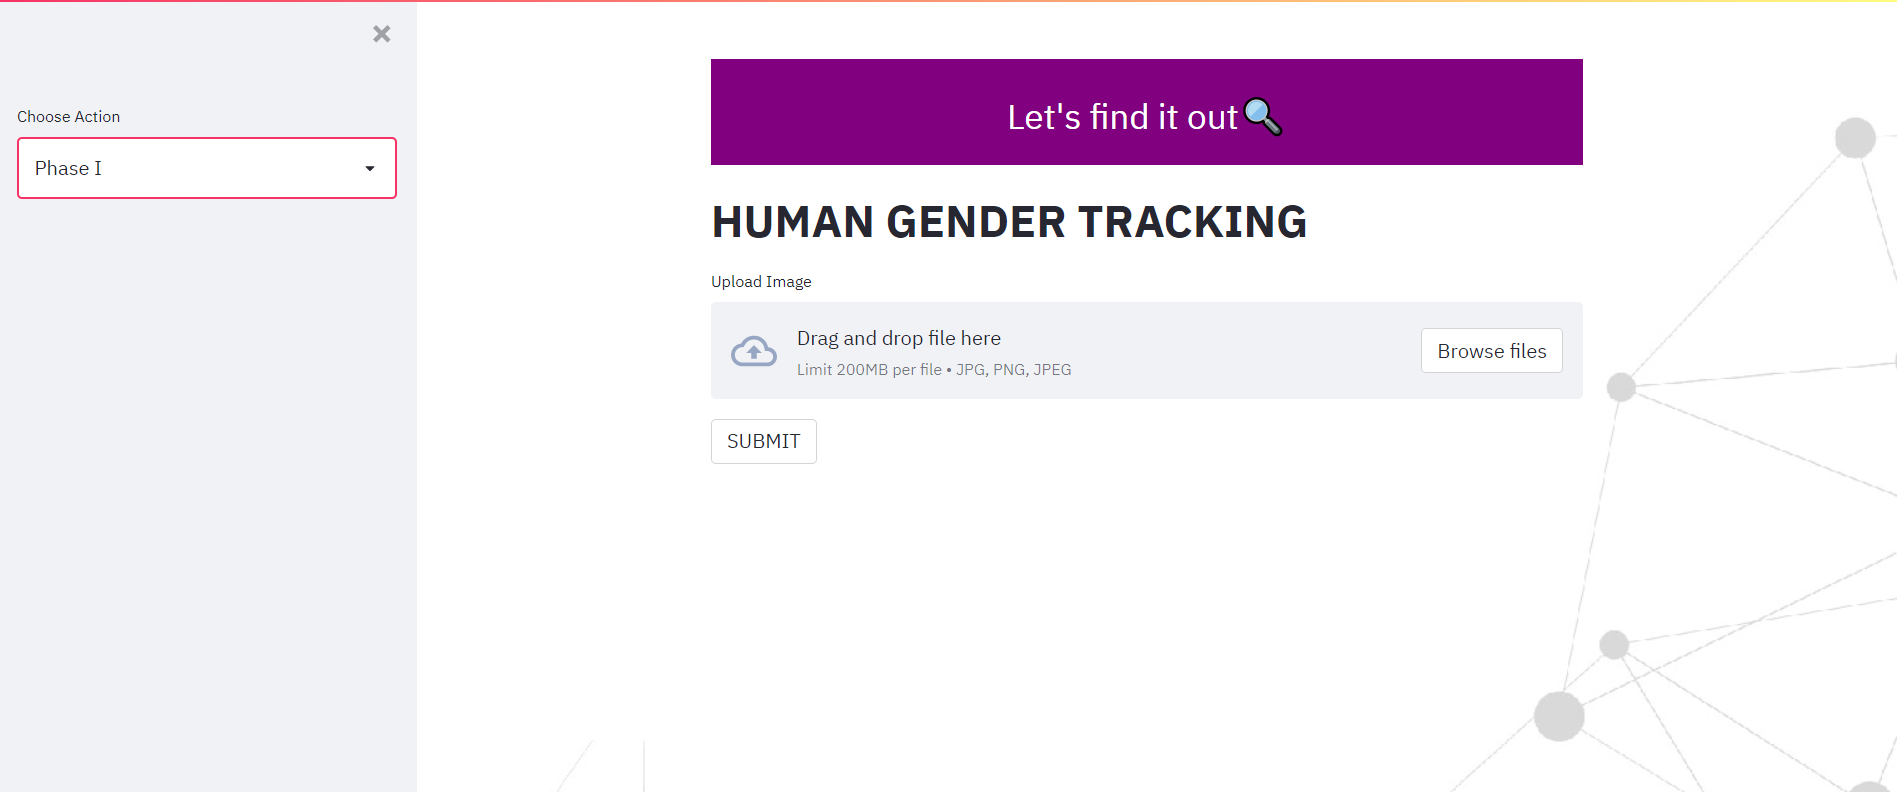 Choose Action
Phase I
Let's find it out🔍
HUMAN GENDER TRACKING
Upload Image
Drag and drop file here
Limit 200MB per file • JPG, PNG, JPEG
Browse files
SUBMIT